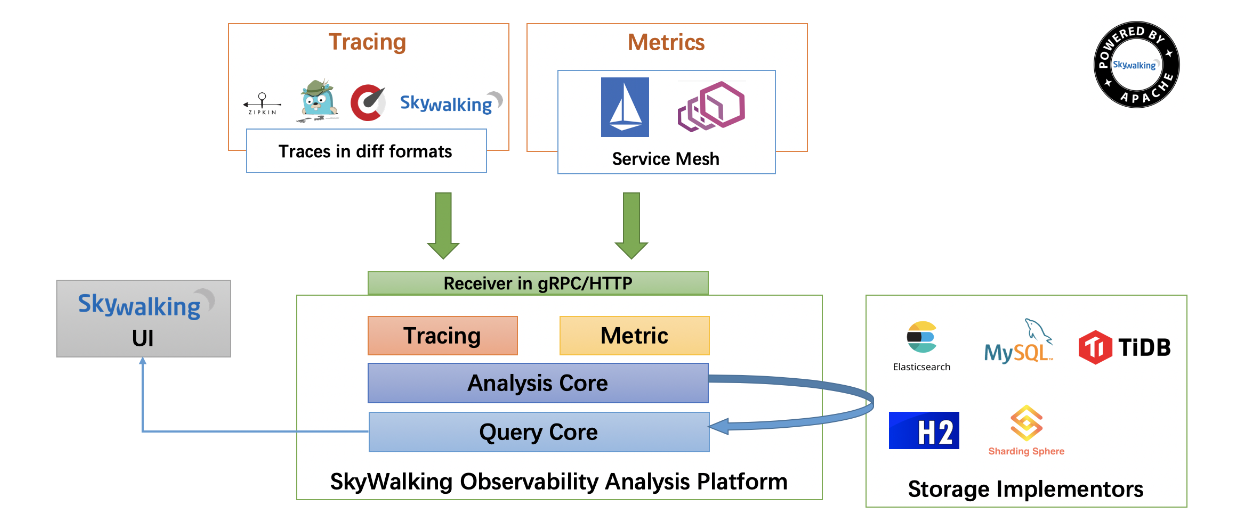 Tracing
ZIPKIN
Skywalking
Traces in diff formats
Metrics
Service Mesh
POWERED BY
Skywalking
APACHE
Receiver in gRPC/HTTP
Skywalking
UI
Tracing
Metric
Analysis Core
Query Core
SkyWalking Observability Analysis Platform
Elasticsearch
MySQL
TiDB
H2
Sharding Sphere
Storage Implementors